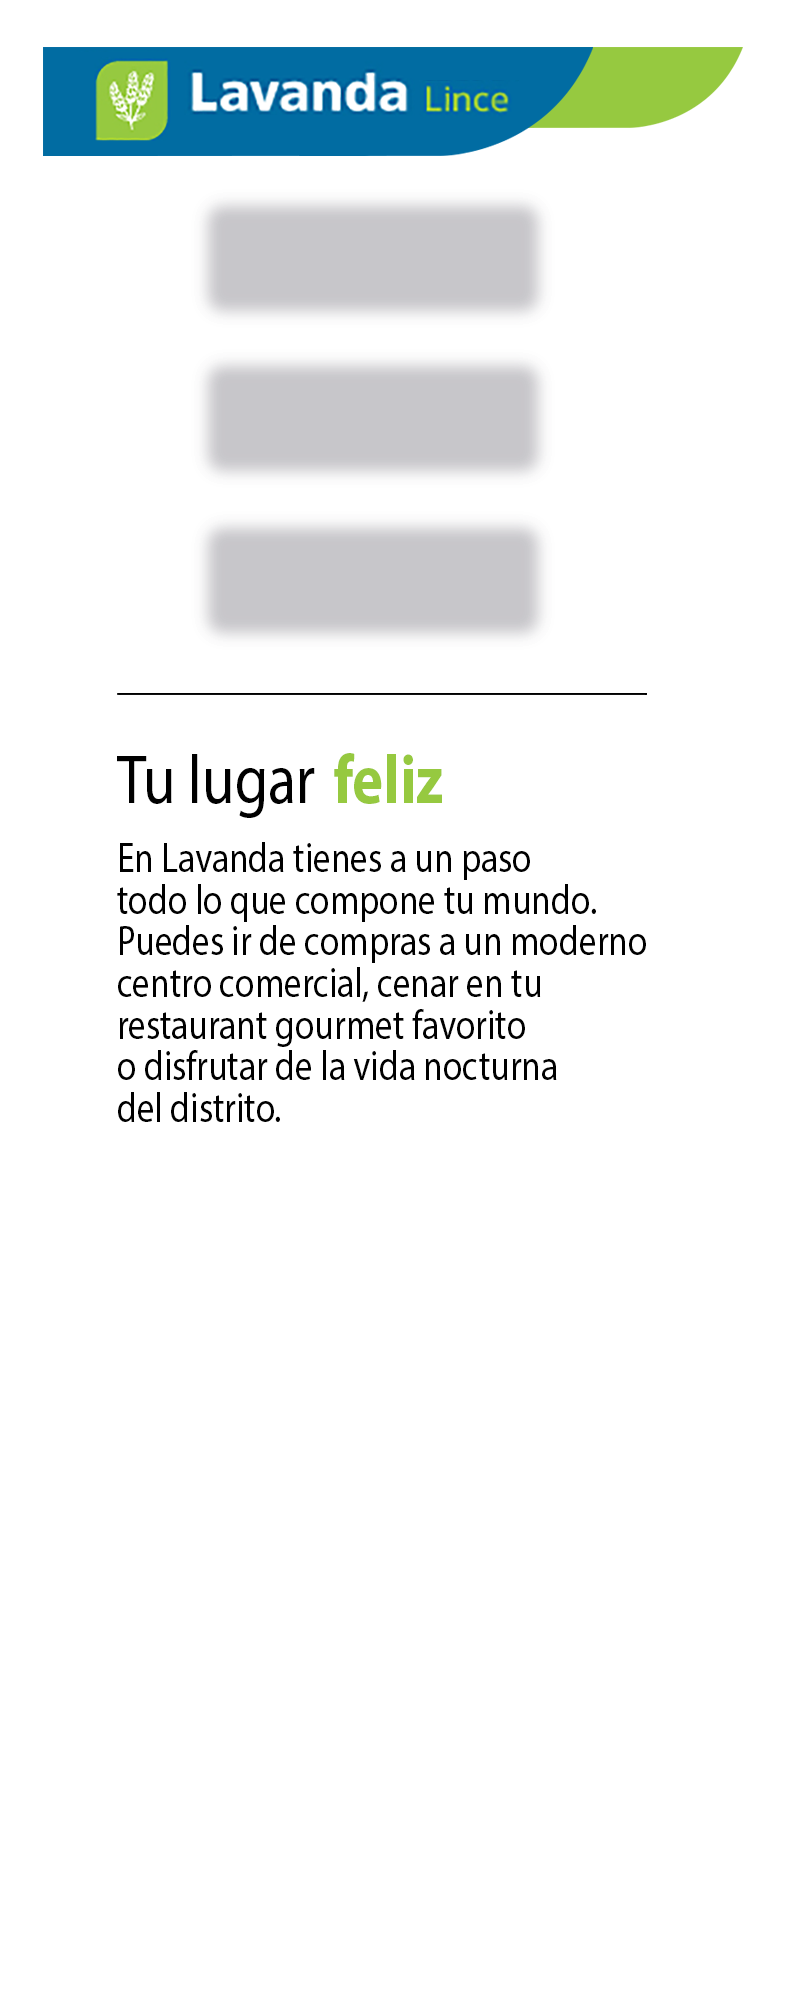 Lavanda Lince
Tu lugar feliz
En Lavanda tienes a un paso
todo lo que compone tu mundo.
Puedes ir de compras a un moderno
centro comercial, cenar en tu
restaurant gourmet favorito
o disfrutar de la vida nocturna
del distrito.